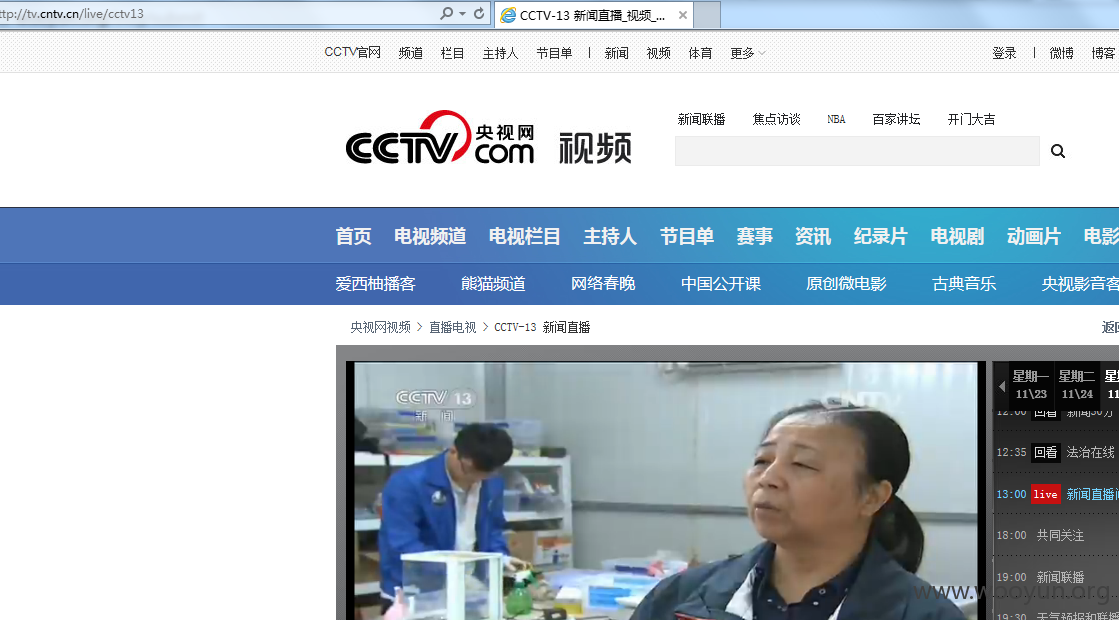 ttp://tv.cntv.cn/live/cctv13
CCTV-13 新闻直播_视频_...
CCTV官网 频道 栏目 主持人 节目单 | 新闻 视频 体育 更多
登录 | 微博 博客
新闻联播 焦点访谈 NBA 百家讲坛 开门大吉
CCTV 央视网 com 视频
首页 电视频道 电视栏目 主持人 节目单 赛事 资讯 纪录片 电视剧 动画片 电影
爱西柚播客 熊猫频道 网络春晚 中国公开课 原创微电影 古典音乐 央视影音客
央视网视频 > 直播电视 > CCTV-13 新闻直播
返回
CCTV 13
新闻
CNTV
星期一 星期二 星
11\23 11\24 11
12:00 回看 新闻30分
12:35 回看 法治在线
13:00 live 新闻直播间
18:00 共同关注
19:00 新闻联播
www.wooyun.org
19:30 天气预报和联播